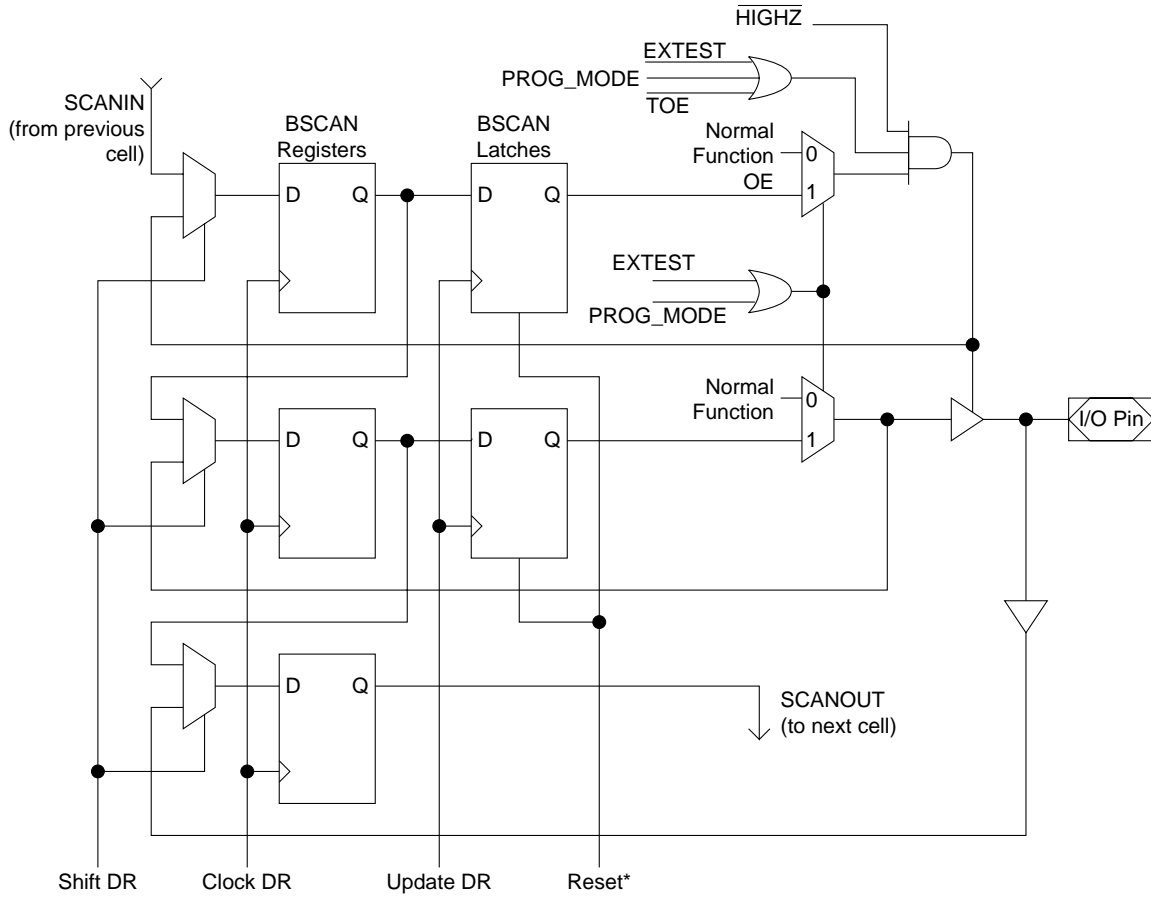 HIGHZ
EXTEST
PROG_MODE
TOE
SCANIN
(from previous
cell)
BSCAN
Registers
BSCAN
Latches
Normal
Function
OE
0
1
D Q
D Q
EXTEST
PROG_MODE
Normal
Function
0
1
I/O Pin
D Q
D Q
D Q
SCANOUT
(to next cell)
Shift DR
Clock DR
Update DR
Reset*